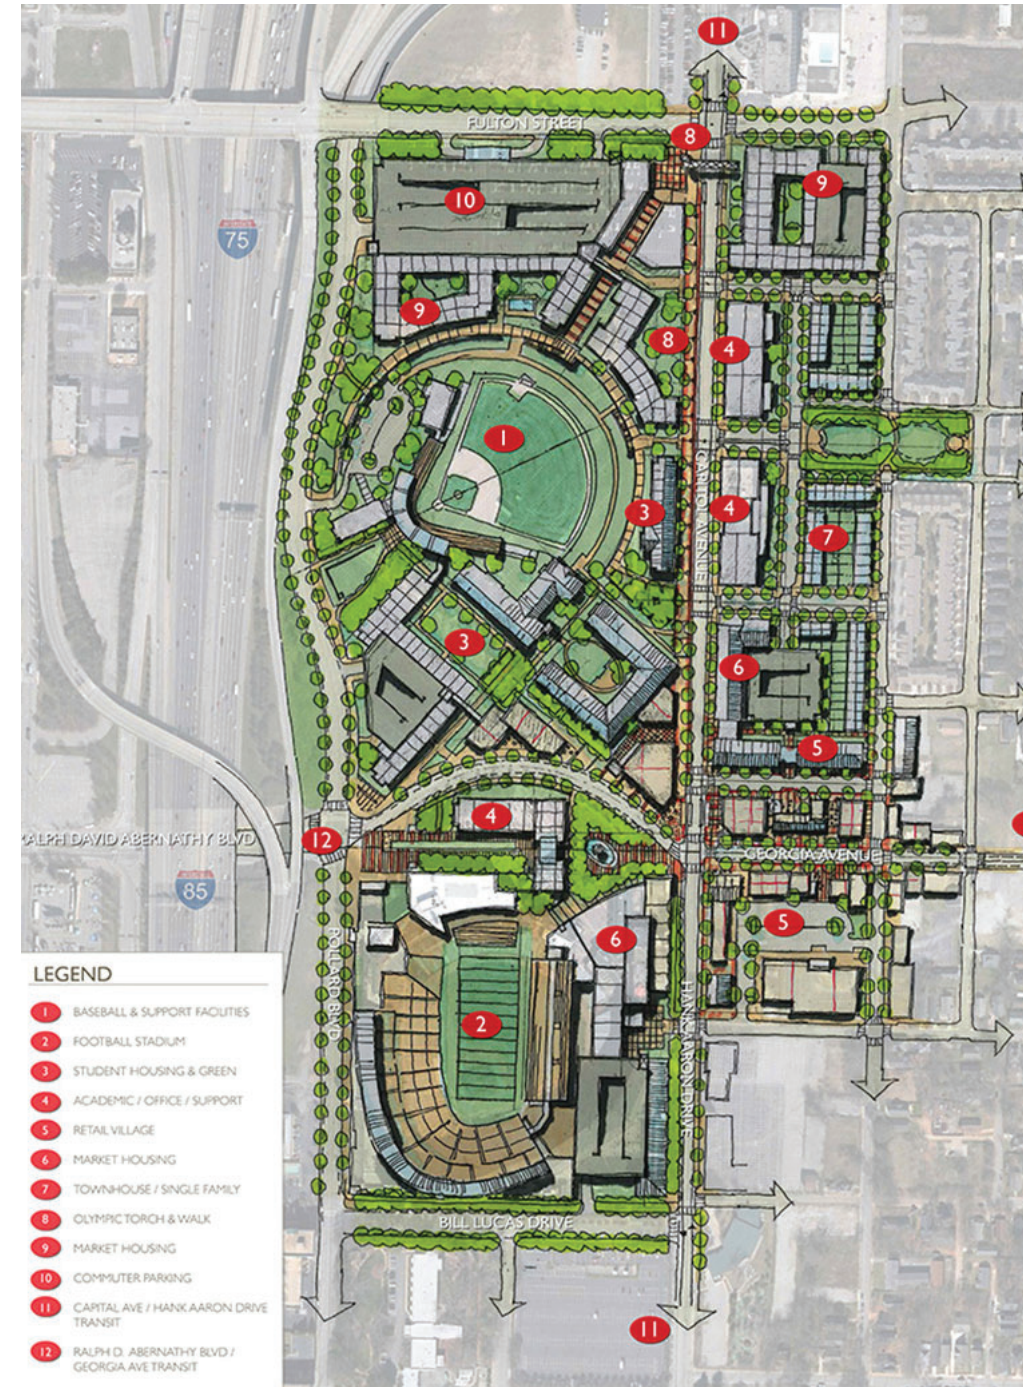 11
FULTON STREET
8
9
10
75
9
8
4
1
CAPITOL AVENUE
3
4
7
3
6
5
4
12
RALPH DAVID ABERNATHY BLVD
GEORGIA AVENUE
85
5
6
POLLARD BLVD
2
HANK AARON DRIVE
BILL LUCAS DRIVE
11
LEGEND
1 BASEBALL & SUPPORT FACILITIES
2 FOOTBALL STADIUM
3 STUDENT HOUSING & GREEN
4 ACADEMIC / OFFICE / SUPPORT
5 RETAIL VILLAGE
6 MARKET HOUSING
7 TOWNHOUSE / SINGLE FAMILY
8 OLYMPIC TORCH & WALK
9 MARKET HOUSING
10 COMMUTER PARKING
11 CAPITAL AVE / HANK AARON DRIVE
TRANSIT
12 RALPH D. ABERNATHY BLVD /
GEORGIA AVE TRANSIT